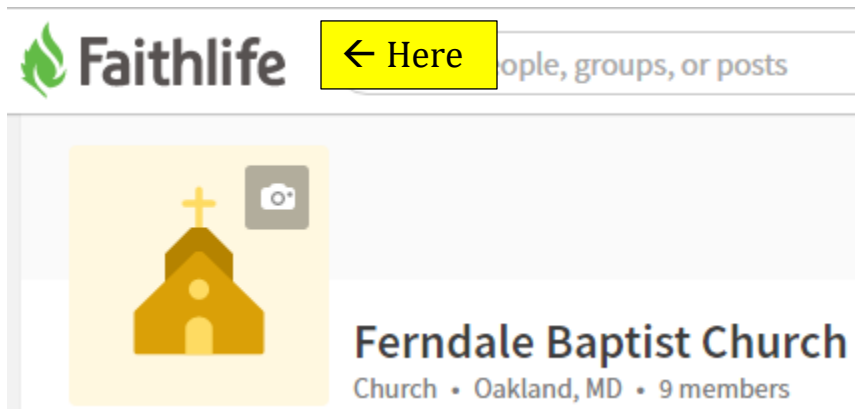 Faithlife
← Here
ople, groups, or posts
Ferndale Baptist Church
Church • Oakland, MD • 9 members